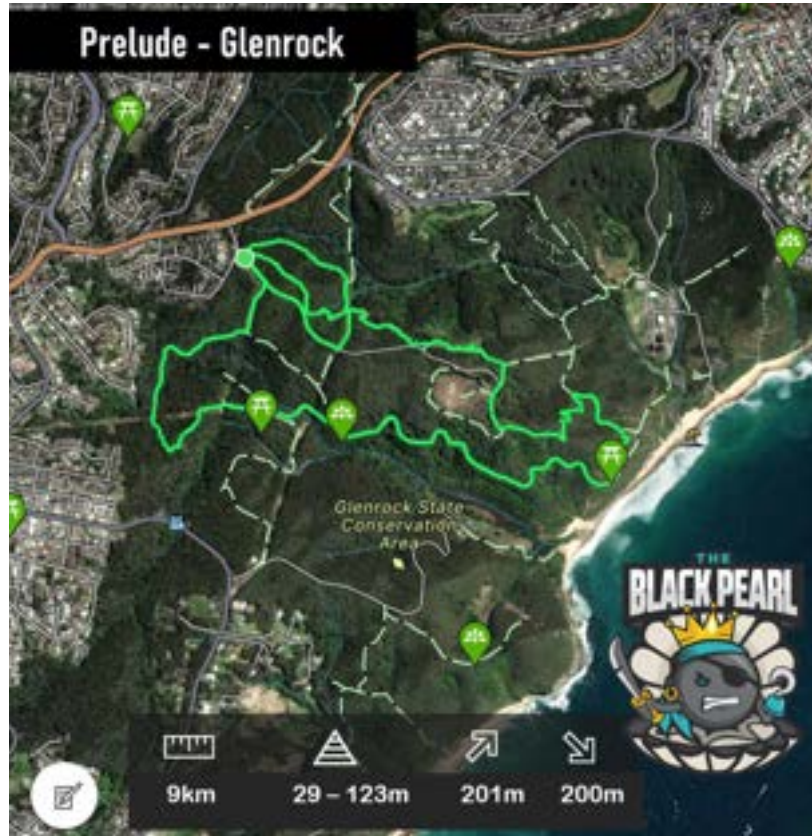 Prelude - Glenrock
Glenrock State
Conservation
Area
THE
BLACK PEARL
9km
29 – 123m
201m
200m